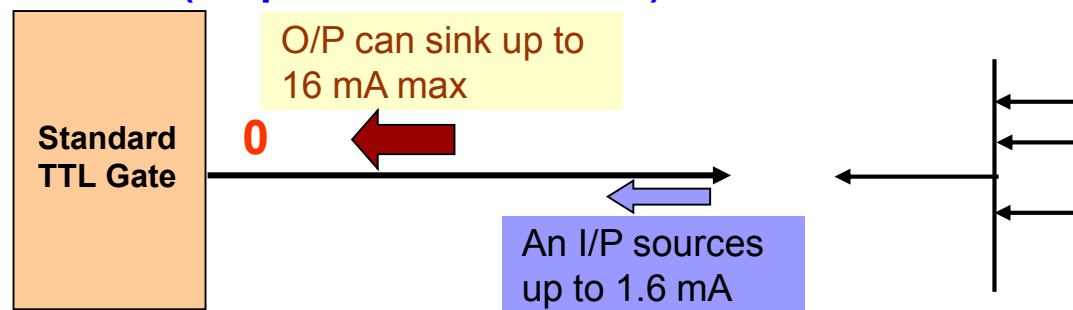 O/P can sink up to
16 mA max
Standard
TTL Gate
0
An I/P sources
up to 1.6 mA